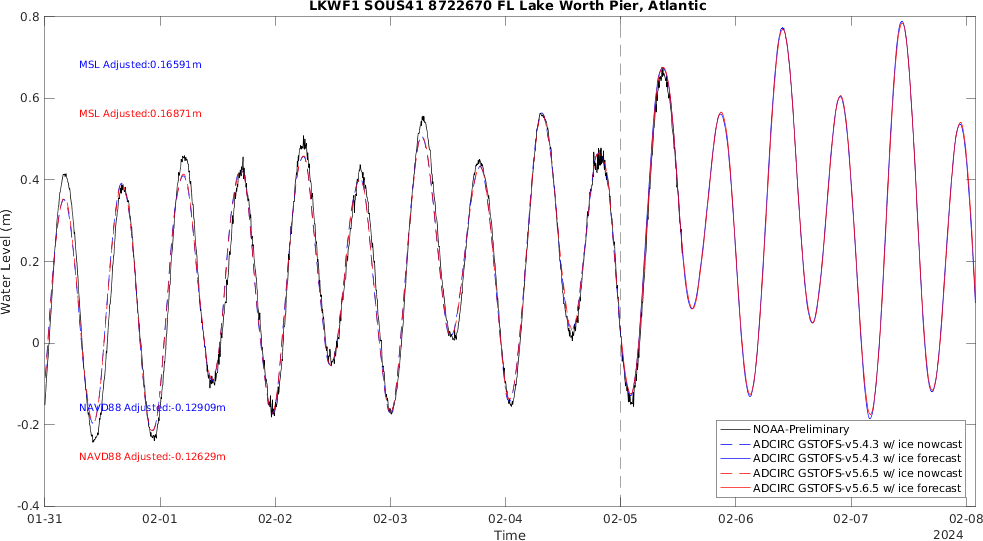 LKWF1 SOUS41 8722670 FL Lake Worth Pier, Atlantic
0.8
MSL Adjusted:0.16591m
0.6
MSL Adjusted:0.16871m
0.4
Water Level (m)
0.2
0
NAVD88 Adjusted:-0.12909m
-0.2
NAVD88 Adjusted:-0.12629m
-0.4
NOAA-Preliminary
ADCIRC GSTOFS-v5.4.3 w/ ice nowcast
ADCIRC GSTOFS-v5.4.3 w/ ice forecast
ADCIRC GSTOFS-v5.6.5 w/ ice nowcast
ADCIRC GSTOFS-v5.6.5 w/ ice forecast
01-31 02-01 02-02 02-03 02-04 02-05 02-06 02-07 02-08
Time
2024